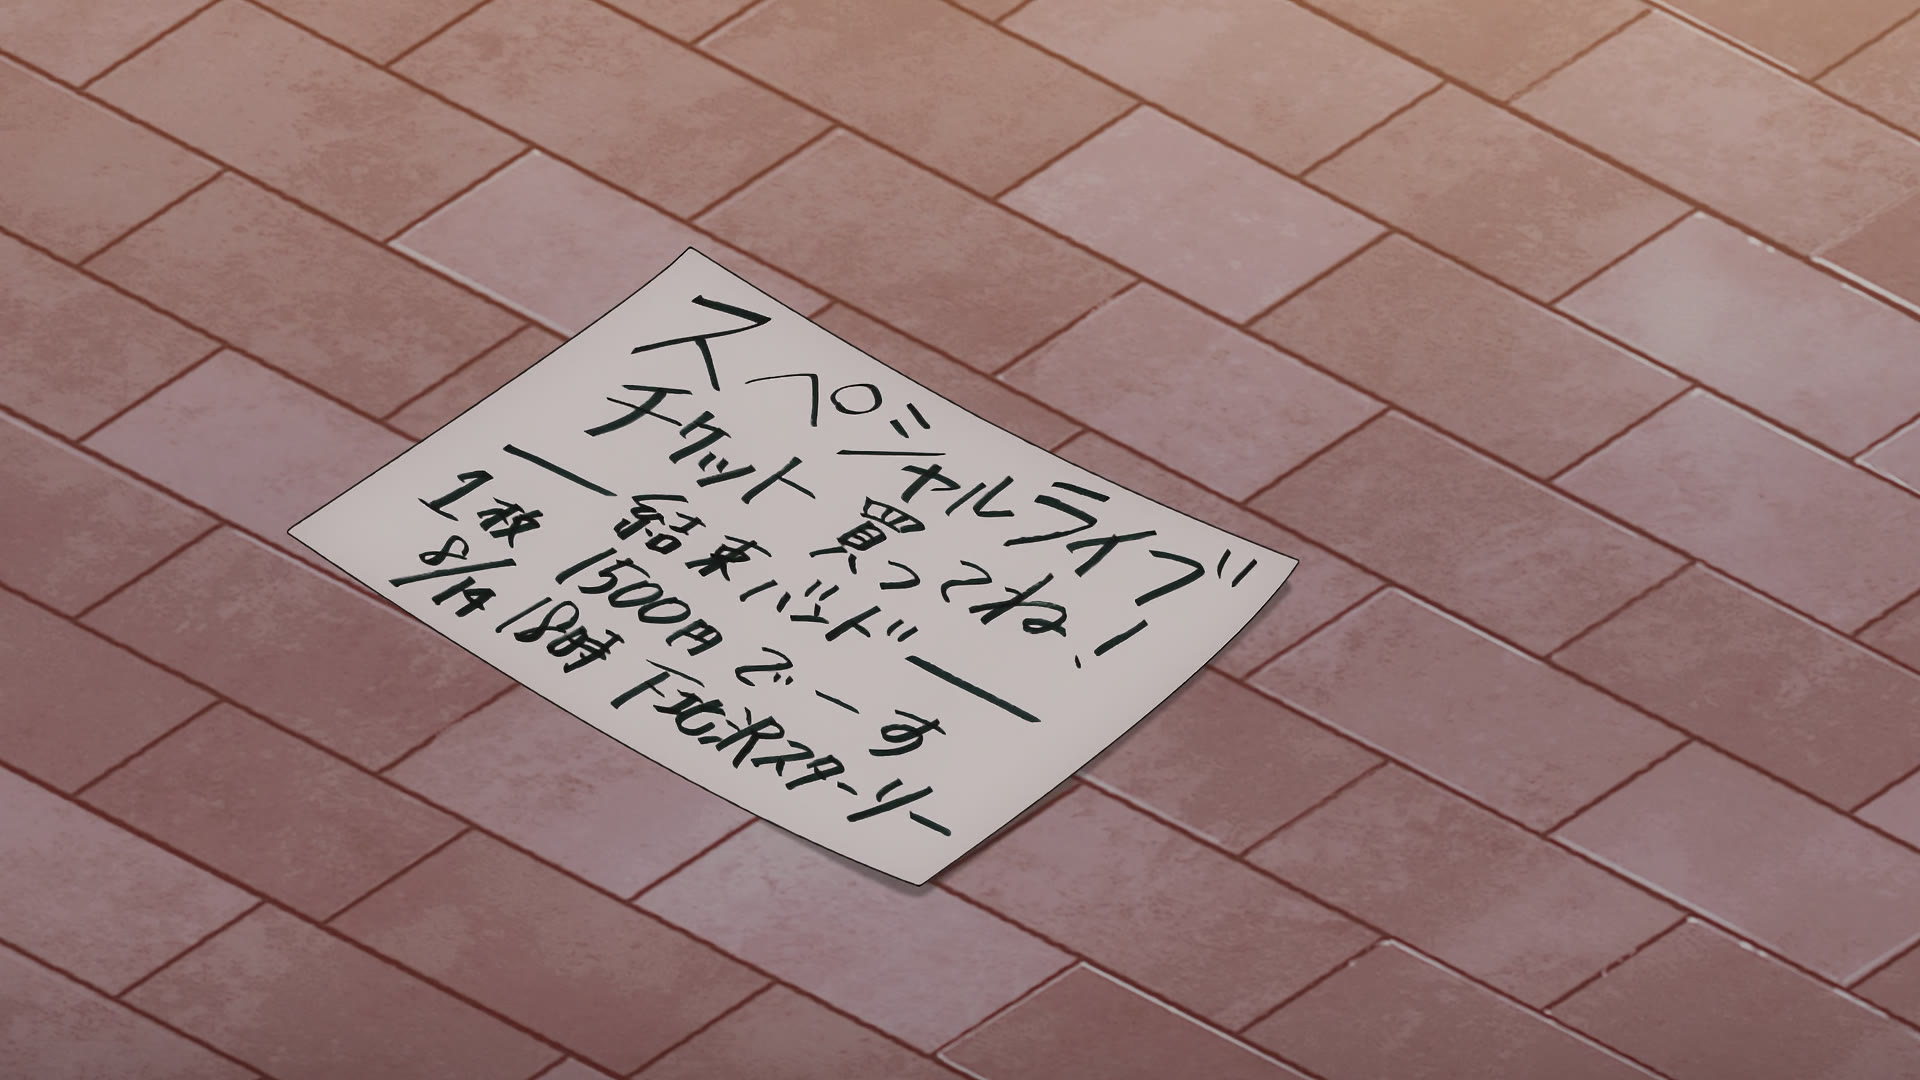 スペシャルライブ
チケット 買ってね!
― 結束バンド ―
1枚 1500円 でーす
8/14 18時 下北沢スターリー